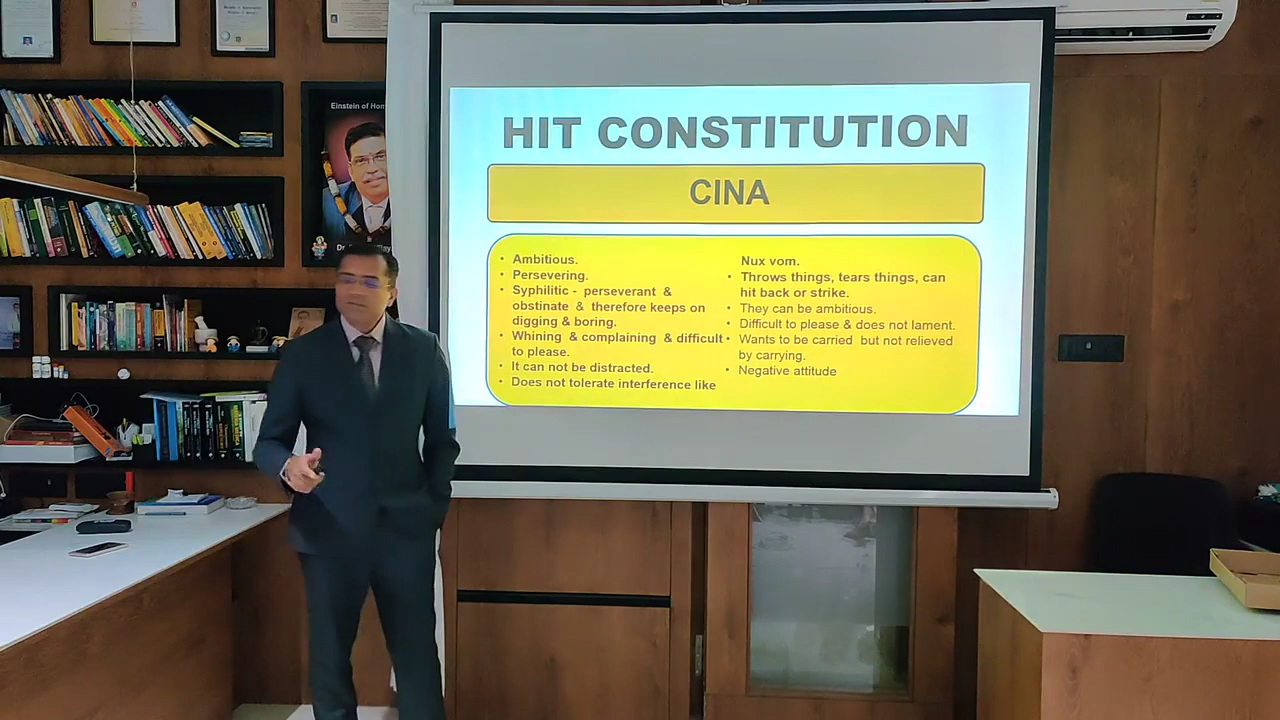 Einstein of Hom
HIT CONSTITUTION
CINA
• Ambitious.
• Persevering.
• Syphilitic - perseverant &
obstinate & therefore keeps on
digging & boring.
• Whining & complaining & difficult
to please.
• It can not be distracted.
• Does not tolerate interference like
Nux vom.
• Throws things, tears things, can
hit back or strike.
• They can be ambitious.
• Difficult to please & does not lament.
• Wants to be carried but not relieved
by carrying.
• Negative attitude